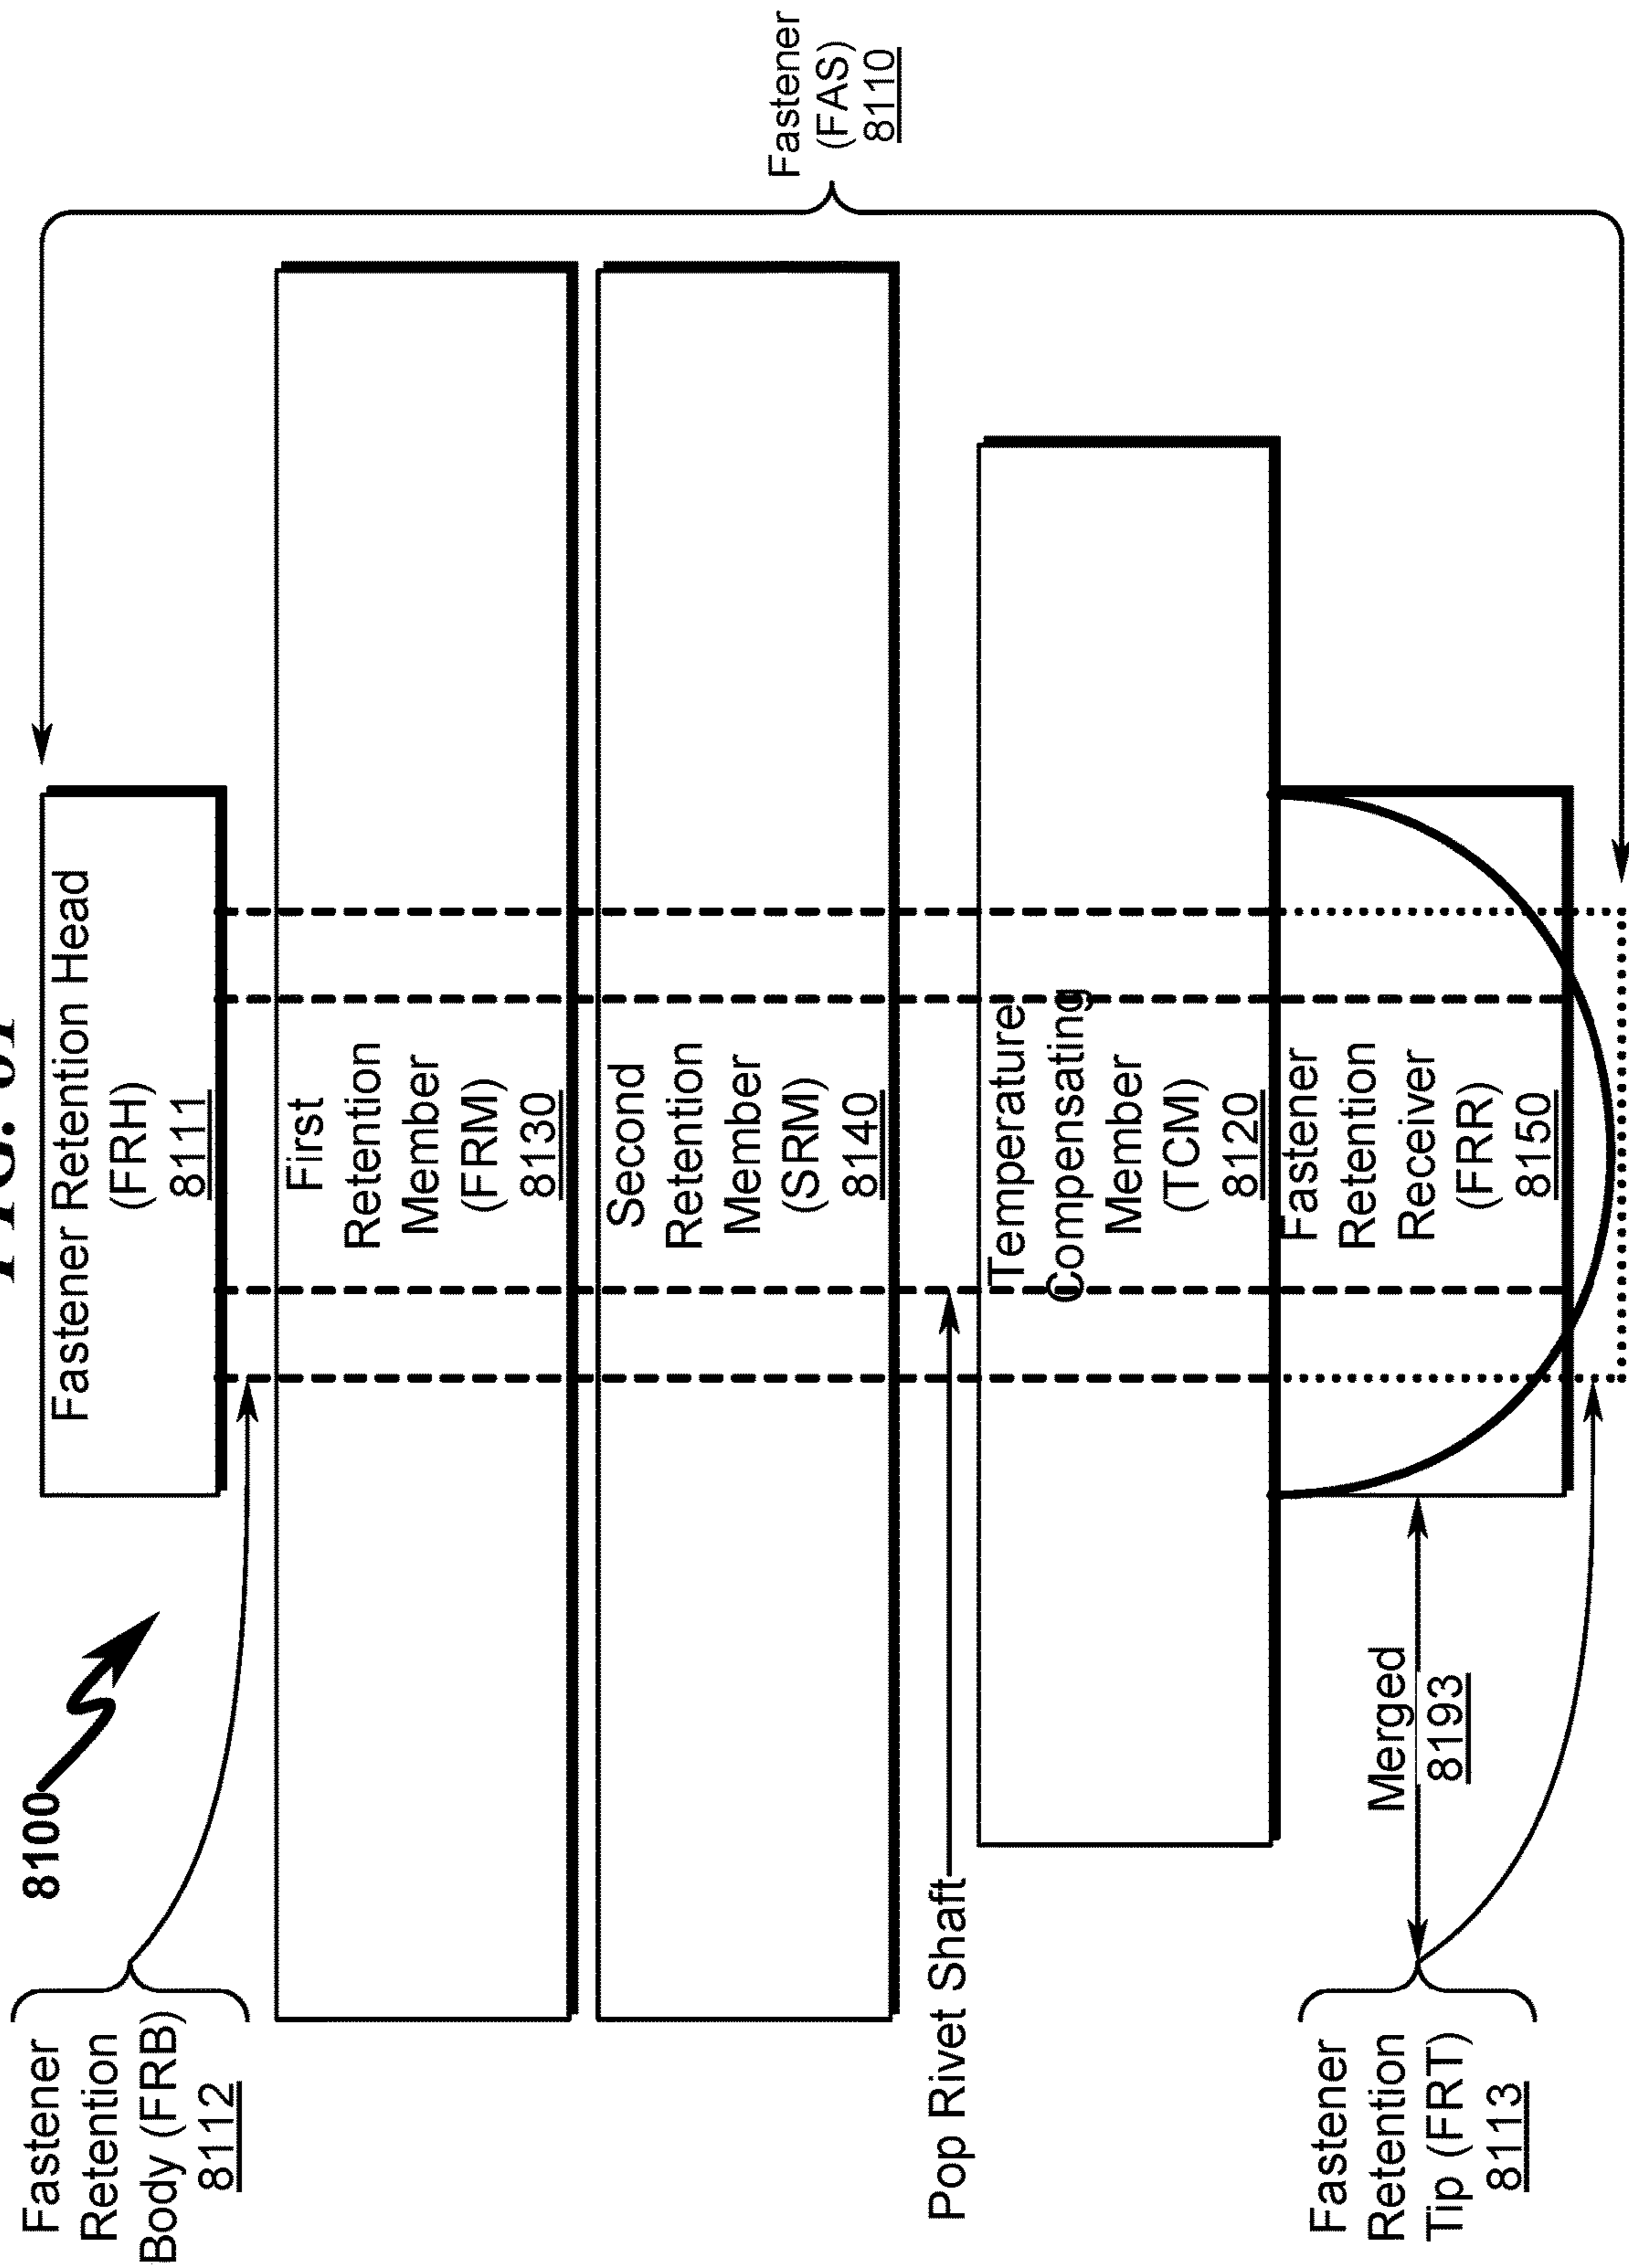 8100
Fastener Retention Head
(FRH)
8111
Fastener
Retention
Body (FRB)
8112
First
Retention
Member
(FRM)
8130
Second
Retention
Member
(SRM)
8140
Fastener
(FAS)
8110
Pop Rivet Shaft
Temperature
Compensating
Member
(TCM)
8120
Fastener
Retention
Receiver
(FRR)
8150
Merged
8193
Fastener
Retention
Tip (FRT)
8113